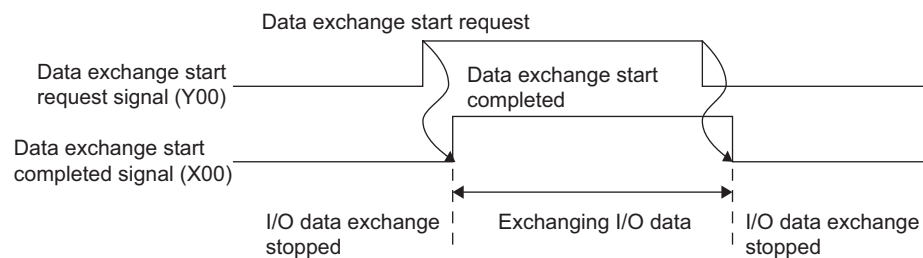 Data exchange start request
Data exchange start
request signal (Y00)
Data exchange start
completed
Data exchange start
completed signal (X00)
I/O data exchange
stopped
Exchanging I/O data
I/O data exchange
stopped